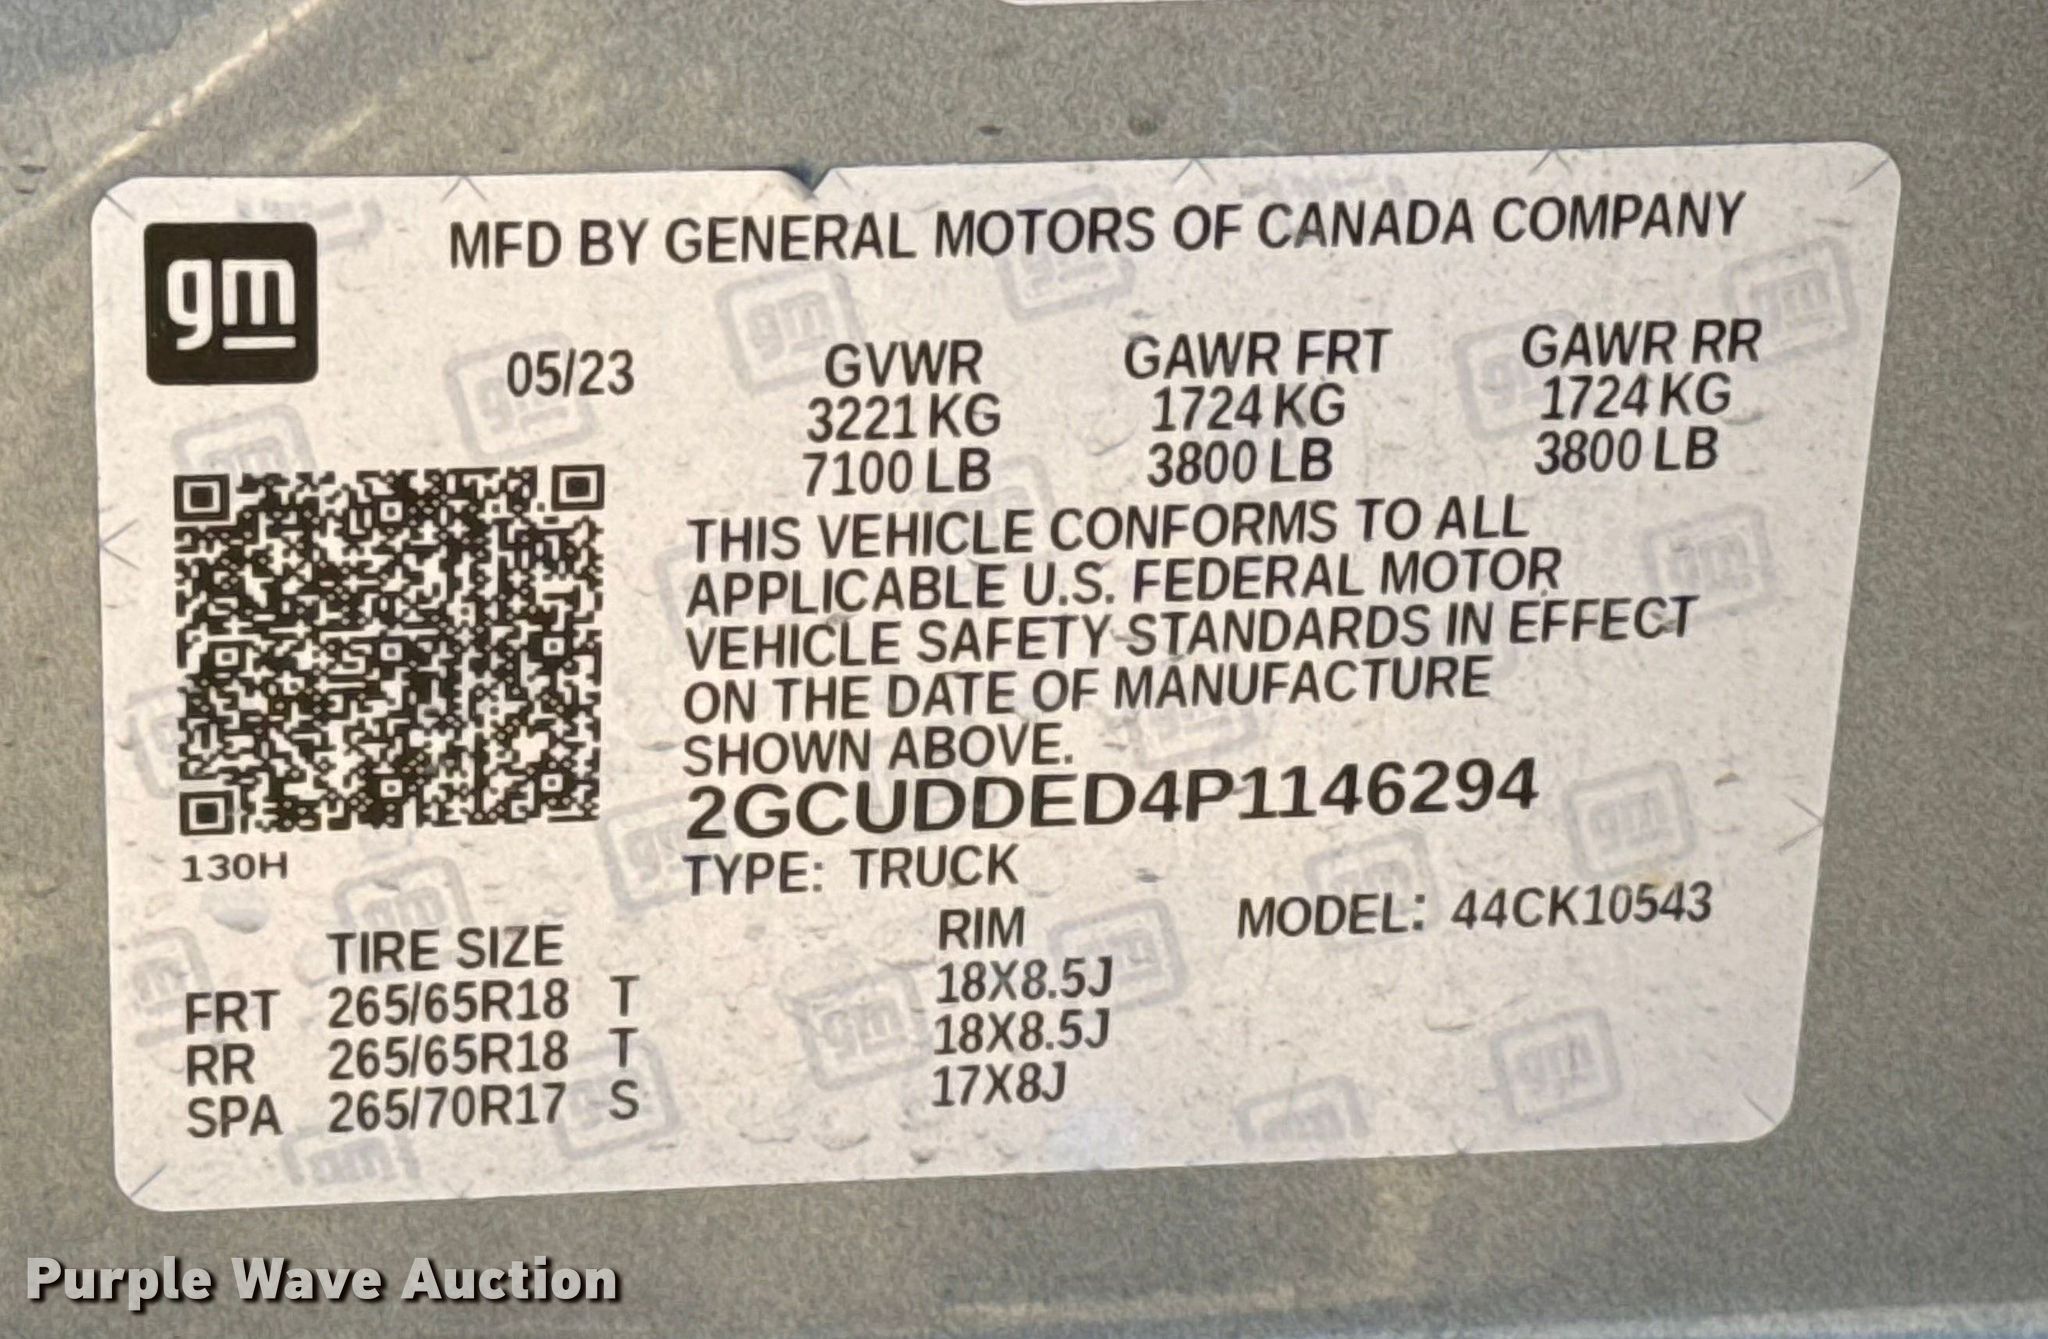 gm
MFD BY GENERAL MOTORS OF CANADA COMPANY
05/23 GVWR GAWR FRT GAWR RR
3221 KG 1724 KG 1724 KG
7100 LB 3800 LB 3800 LB
THIS VEHICLE CONFORMS TO ALL
APPLICABLE U.S. FEDERAL MOTOR
VEHICLE SAFETY STANDARDS IN EFFECT
ON THE DATE OF MANUFACTURE
SHOWN ABOVE.
2GCUDDED4P1146294
130H
TYPE: TRUCK
MODEL: 44CK10543
TIRE SIZE RIM
FRT 265/65R18 T 18X8.5J
RR 265/65R18 T 18X8.5J
SPA 265/70R17 S 17X8J
Purple Wave Auction